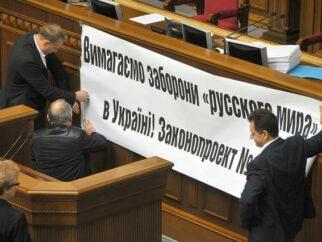 Вимагаємо заборони «русского мира»
в Україні! Законопроект №